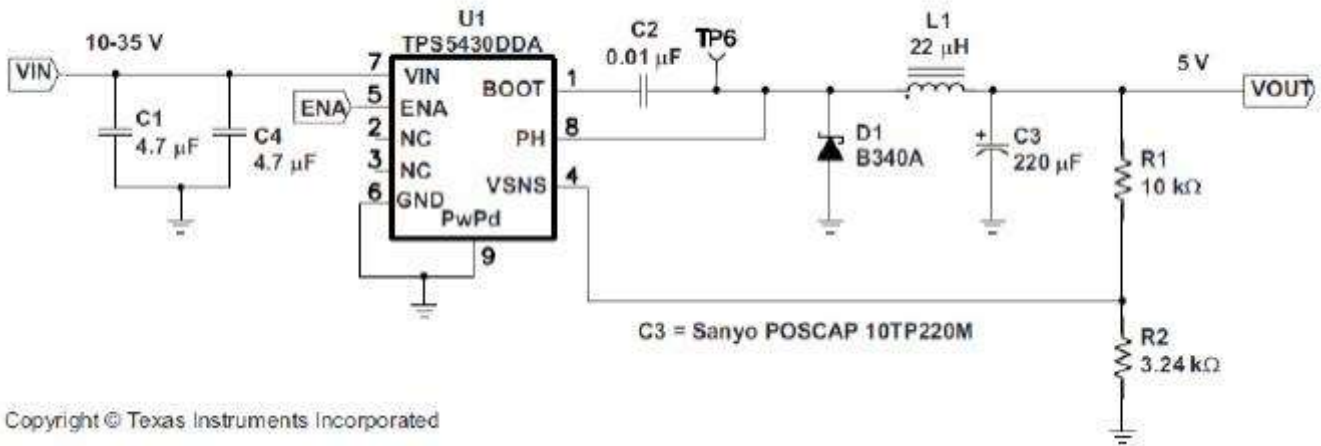 U1
TPS5430DDA
10-35 V
VIN
C1
4.7 µF
C4
4.7 µF
ENA
7
5
2
3
6
VIN
ENA
NC
NC
GND
BOOT
PH
VSNS
PwPd
1
8
4
9
C2
0.01 µF
TP6
L1
22 µH
5 V
VOUT
D1
B340A
+
C3
220 µF
R1
10 kΩ
C3 = Sanyo POSCAP 10TP220M
R2
3.24 kΩ
Copyright © Texas Instruments Incorporated